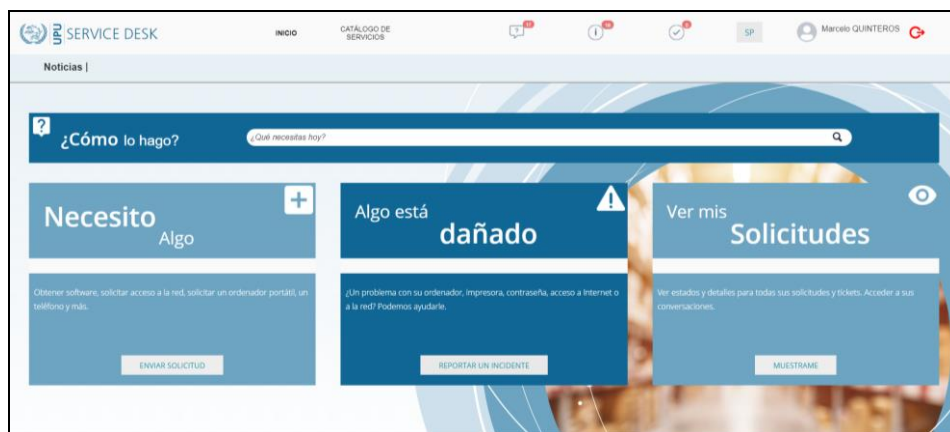 UPU SERVICE DESK
INICIO
CATÁLOGO DE
SERVICIOS
SP
Marcelo QUINTEROS
Noticias |
¿Cómo lo hago?
¿Qué necesitas hoy?
Necesito
Algo
Obtener software, solicitar acceso a la red, solicitar un ordenador portátil, un
teléfono y más.
ENVIAR SOLICITUD
Algo está
dañado
¿Un problema con su ordenador, impresora, contraseña, acceso a Internet o
a la red? Podemos ayudarle.
REPORTAR UN INCIDENTE
Ver mis
Solicitudes
Ver estados y detalles para todas sus solicitudes y tickets. Acceder a sus
conversaciones.
MUESTRAME